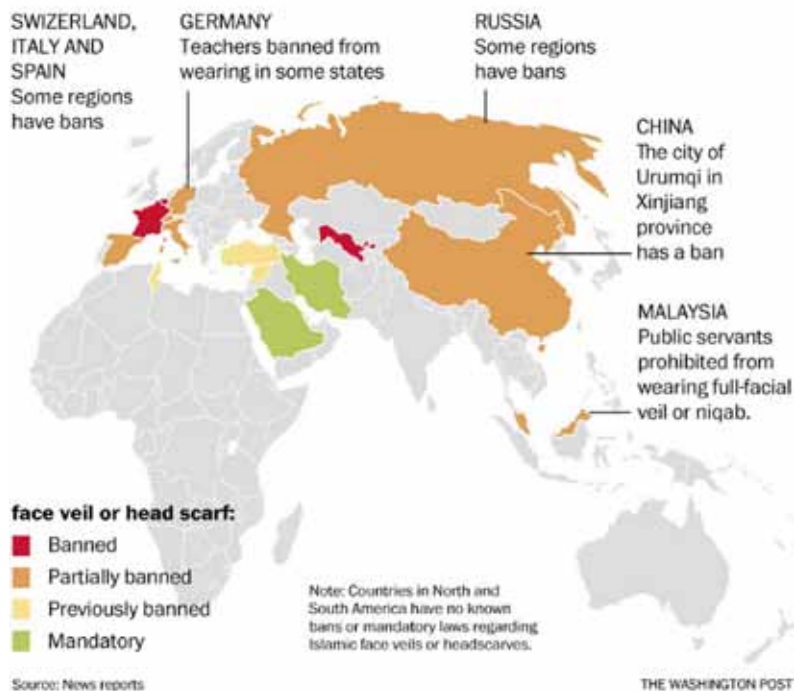 SWIZERLAND,
ITALY AND
SPAIN
Some regions
have bans
GERMANY
Teachers banned from
wearing in some states
RUSSIA
Some regions
have bans
CHINA
The city of
Urumqi in
Xinjiang
province
has a ban
MALAYSIA
Public servants
prohibited from
wearing full-facial
veil or niqab.
face veil or head scarf:
Banned
Partially banned
Previously banned
Mandatory
Note: Countries in North and
South America have no known
bans or mandatory laws regarding
Islamic face veils or headscarves.
Source: News reports
THE WASHINGTON POST